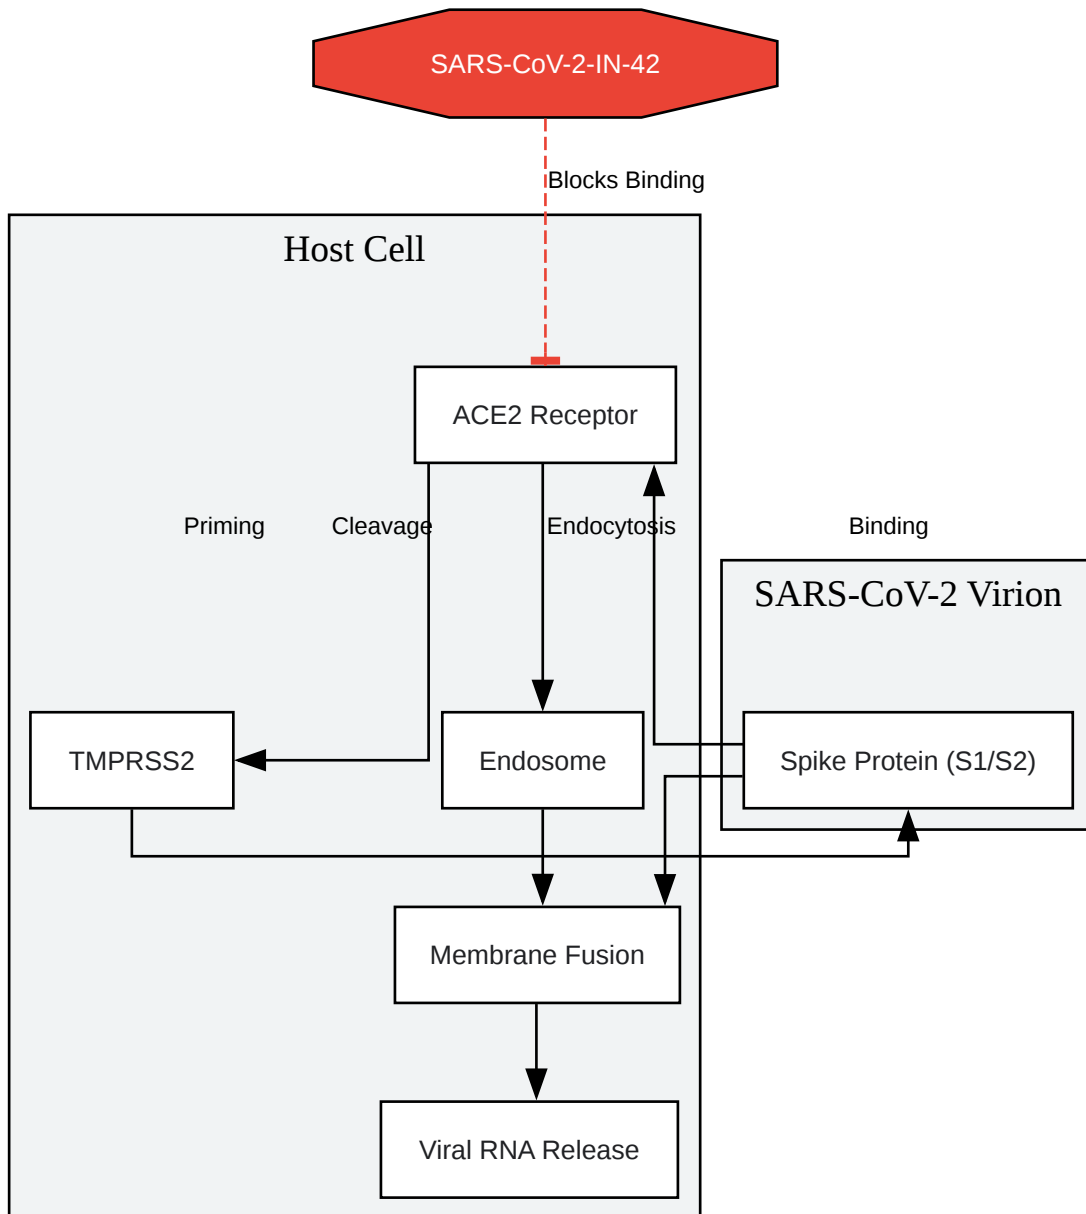 SARS-CoV-2-IN-42
Blocks Binding
Host Cell
ACE2 Receptor
Priming
Cleavage
Endocytosis
Binding
SARS-CoV-2 Virion
TMPRSS2
Endosome
Spike Protein (S1/S2)
Membrane Fusion
Viral RNA Release